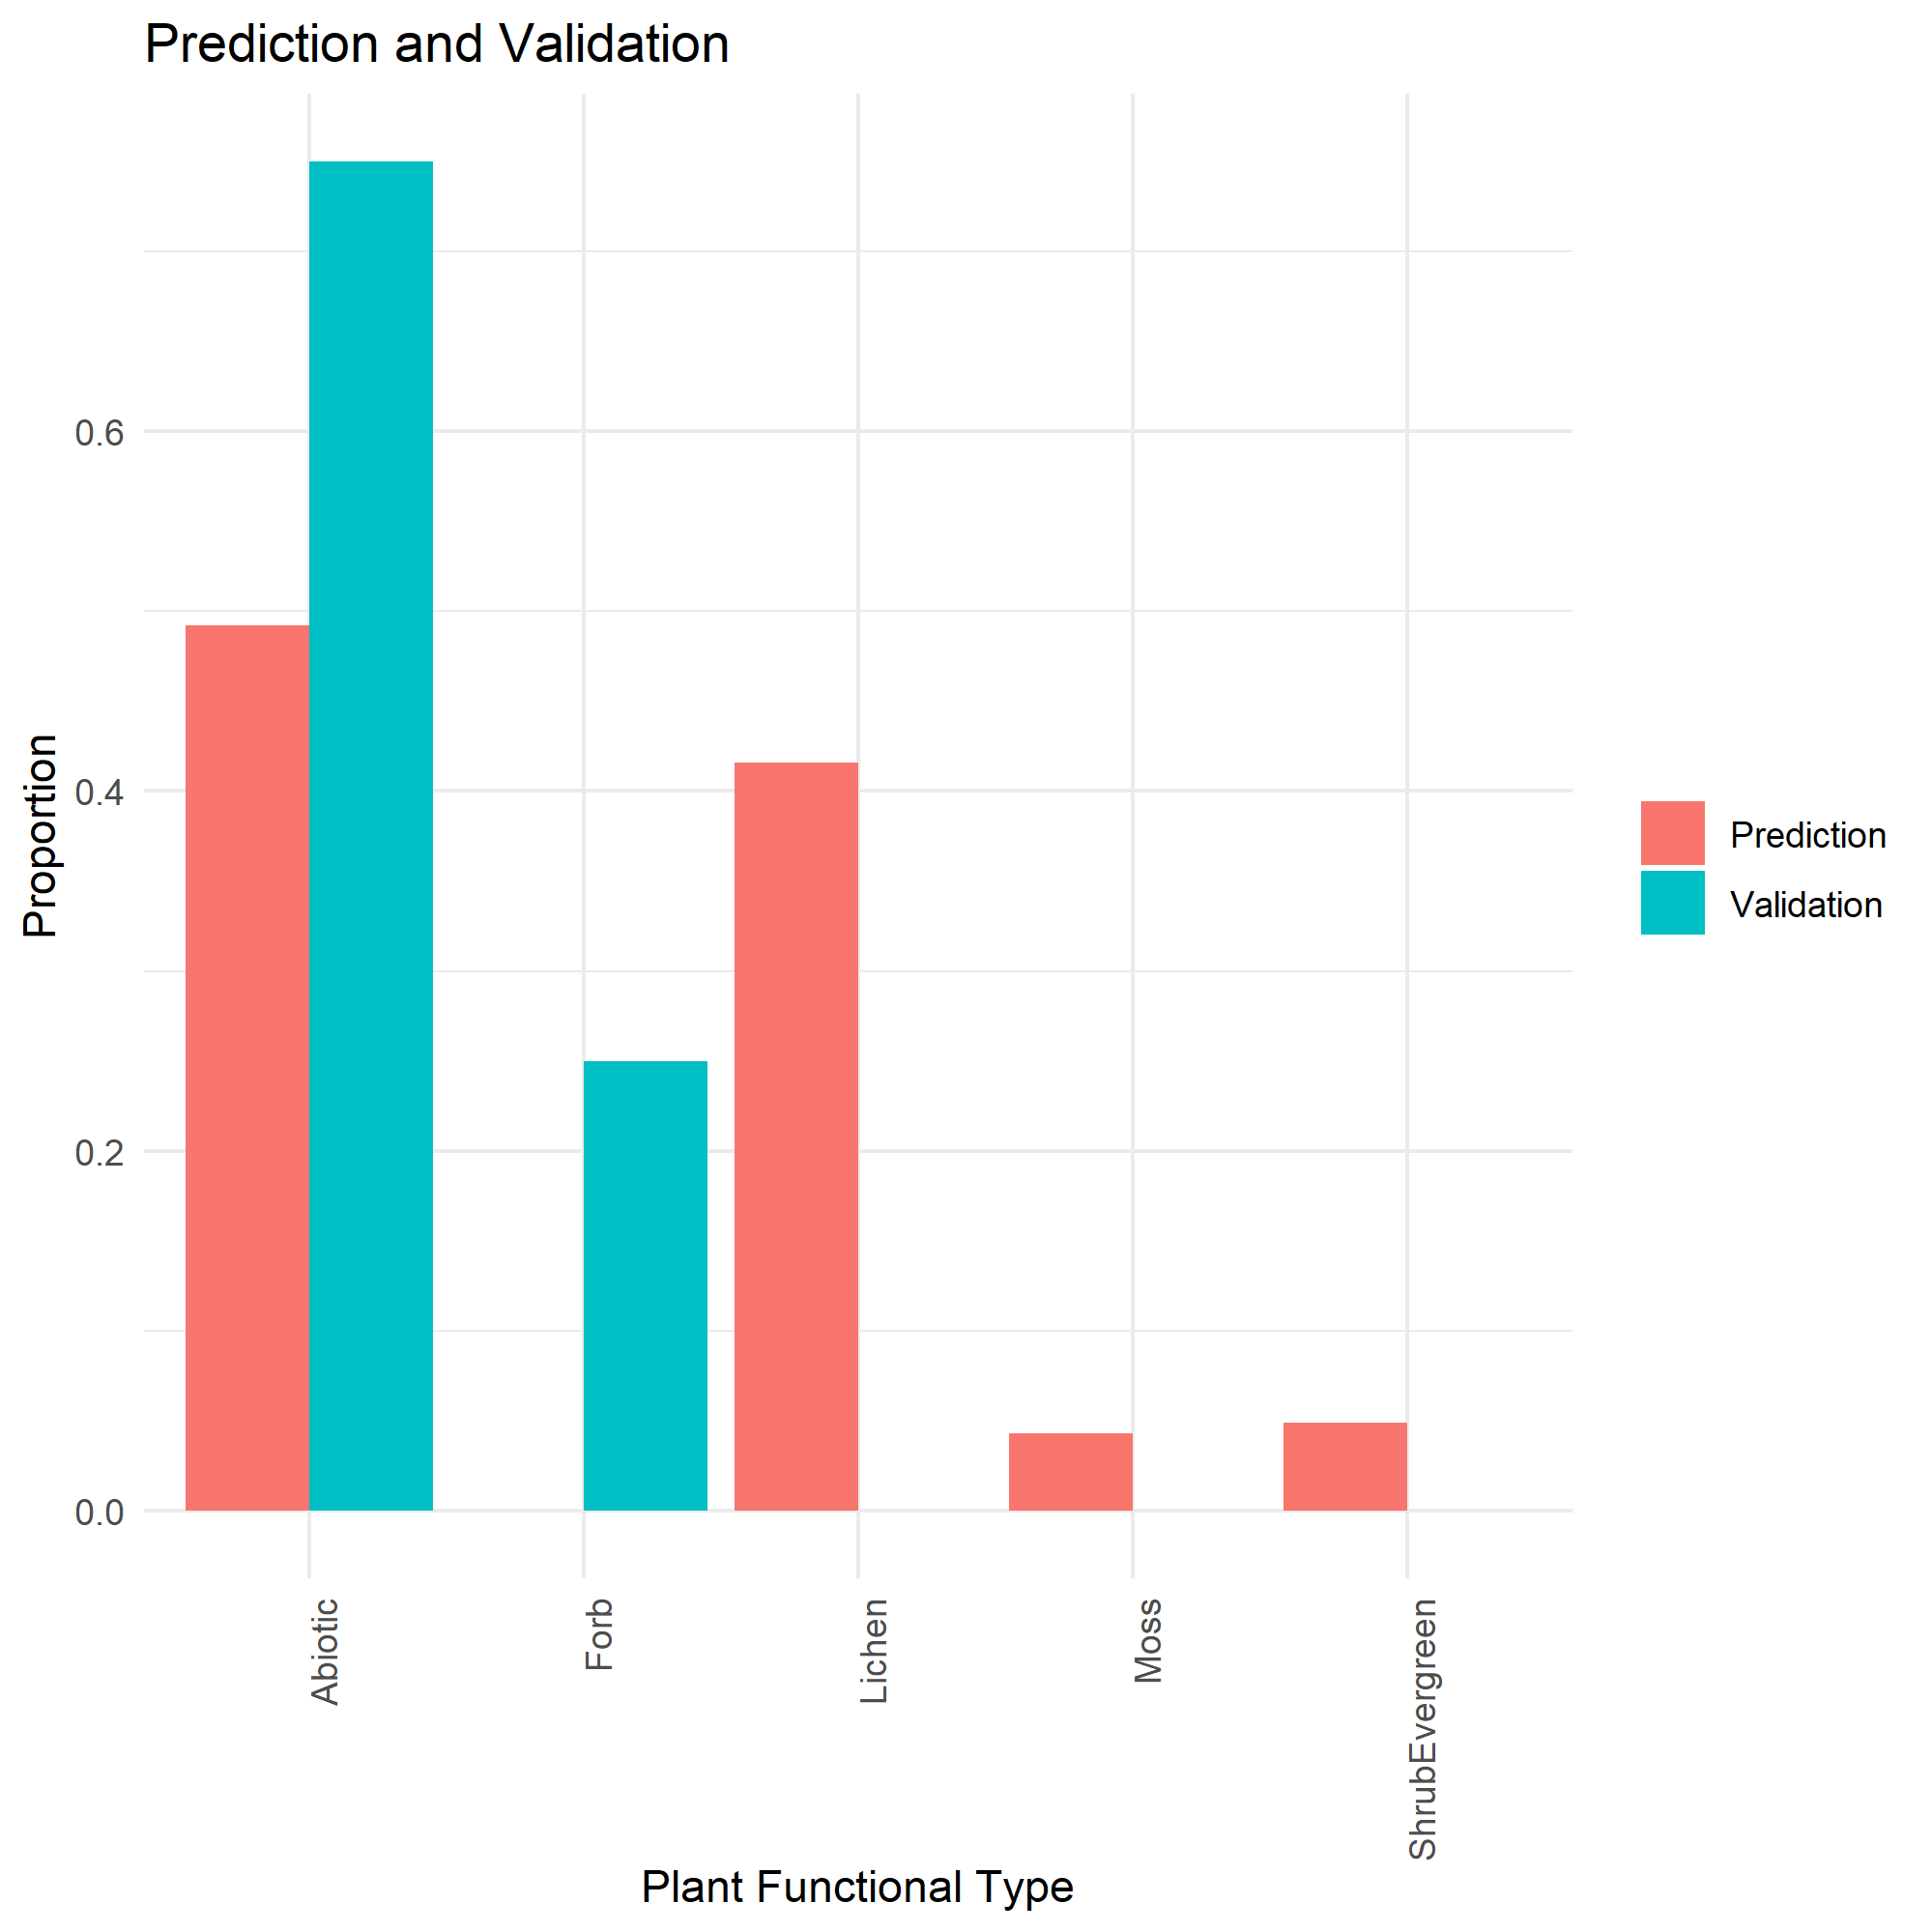 Prediction and Validation
Proportion
0.6
0.4
0.2
0.0
Abiotic
Forb
Lichen
Moss
ShrubEvergreen
Plant Functional Type
Prediction
Validation